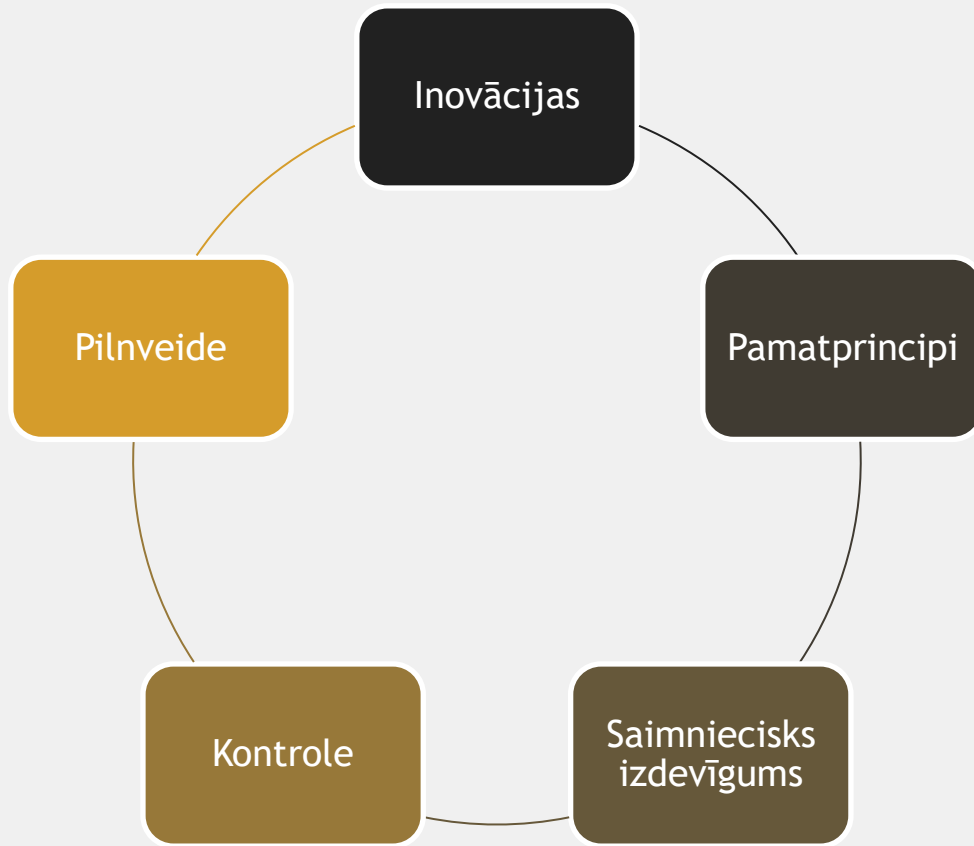 Inovācijas
Pamatprincipi
Saimniecisks
izdevīgums
Kontrole
Pilnveide